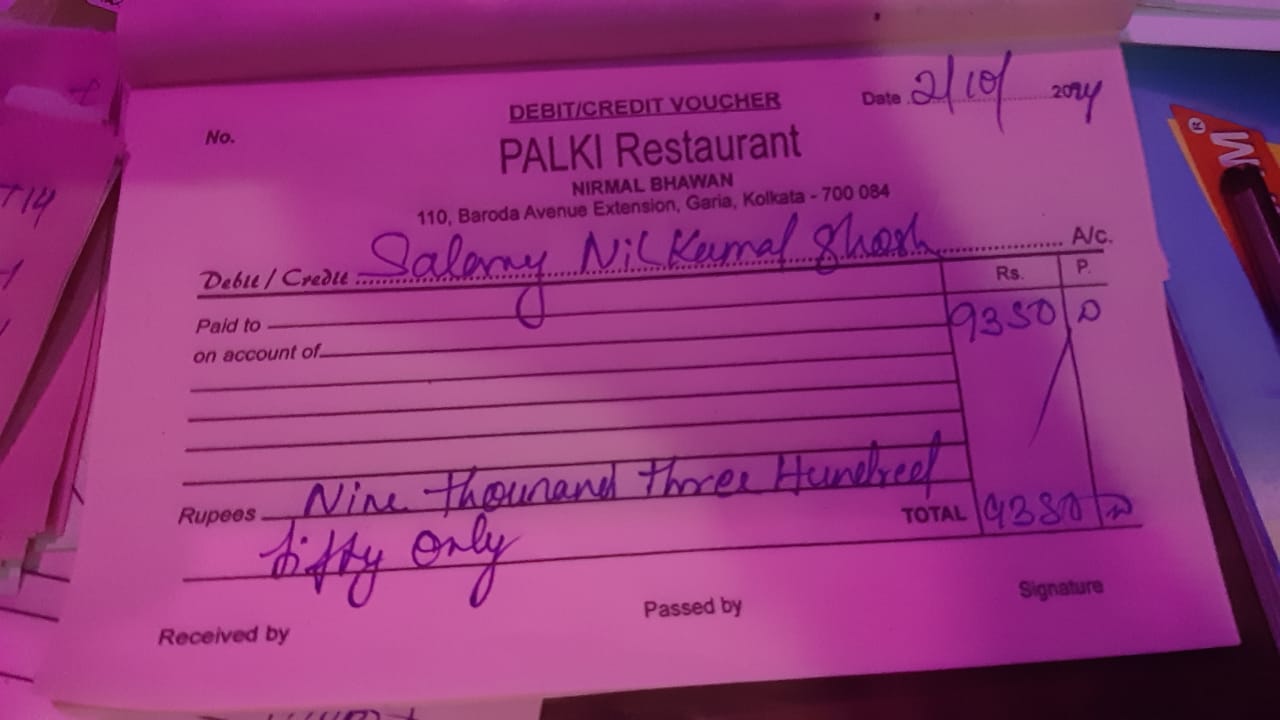 DEBIT/CREDIT VOUCHER
Date 2/10/ 2024
No.
PALKI Restaurant
NIRMAL BHAWAN
110, Baroda Avenue Extension, Garia, Kolkata - 700 084
Debit / Credit Salary Nil Kamal Ghosh A/c.
Rs. P.
Paid to
9350
on account of
Rupees Nine thousand three Hundred
fifty only
TOTAL 9350
Received by
Passed by
Signature
+14
M®